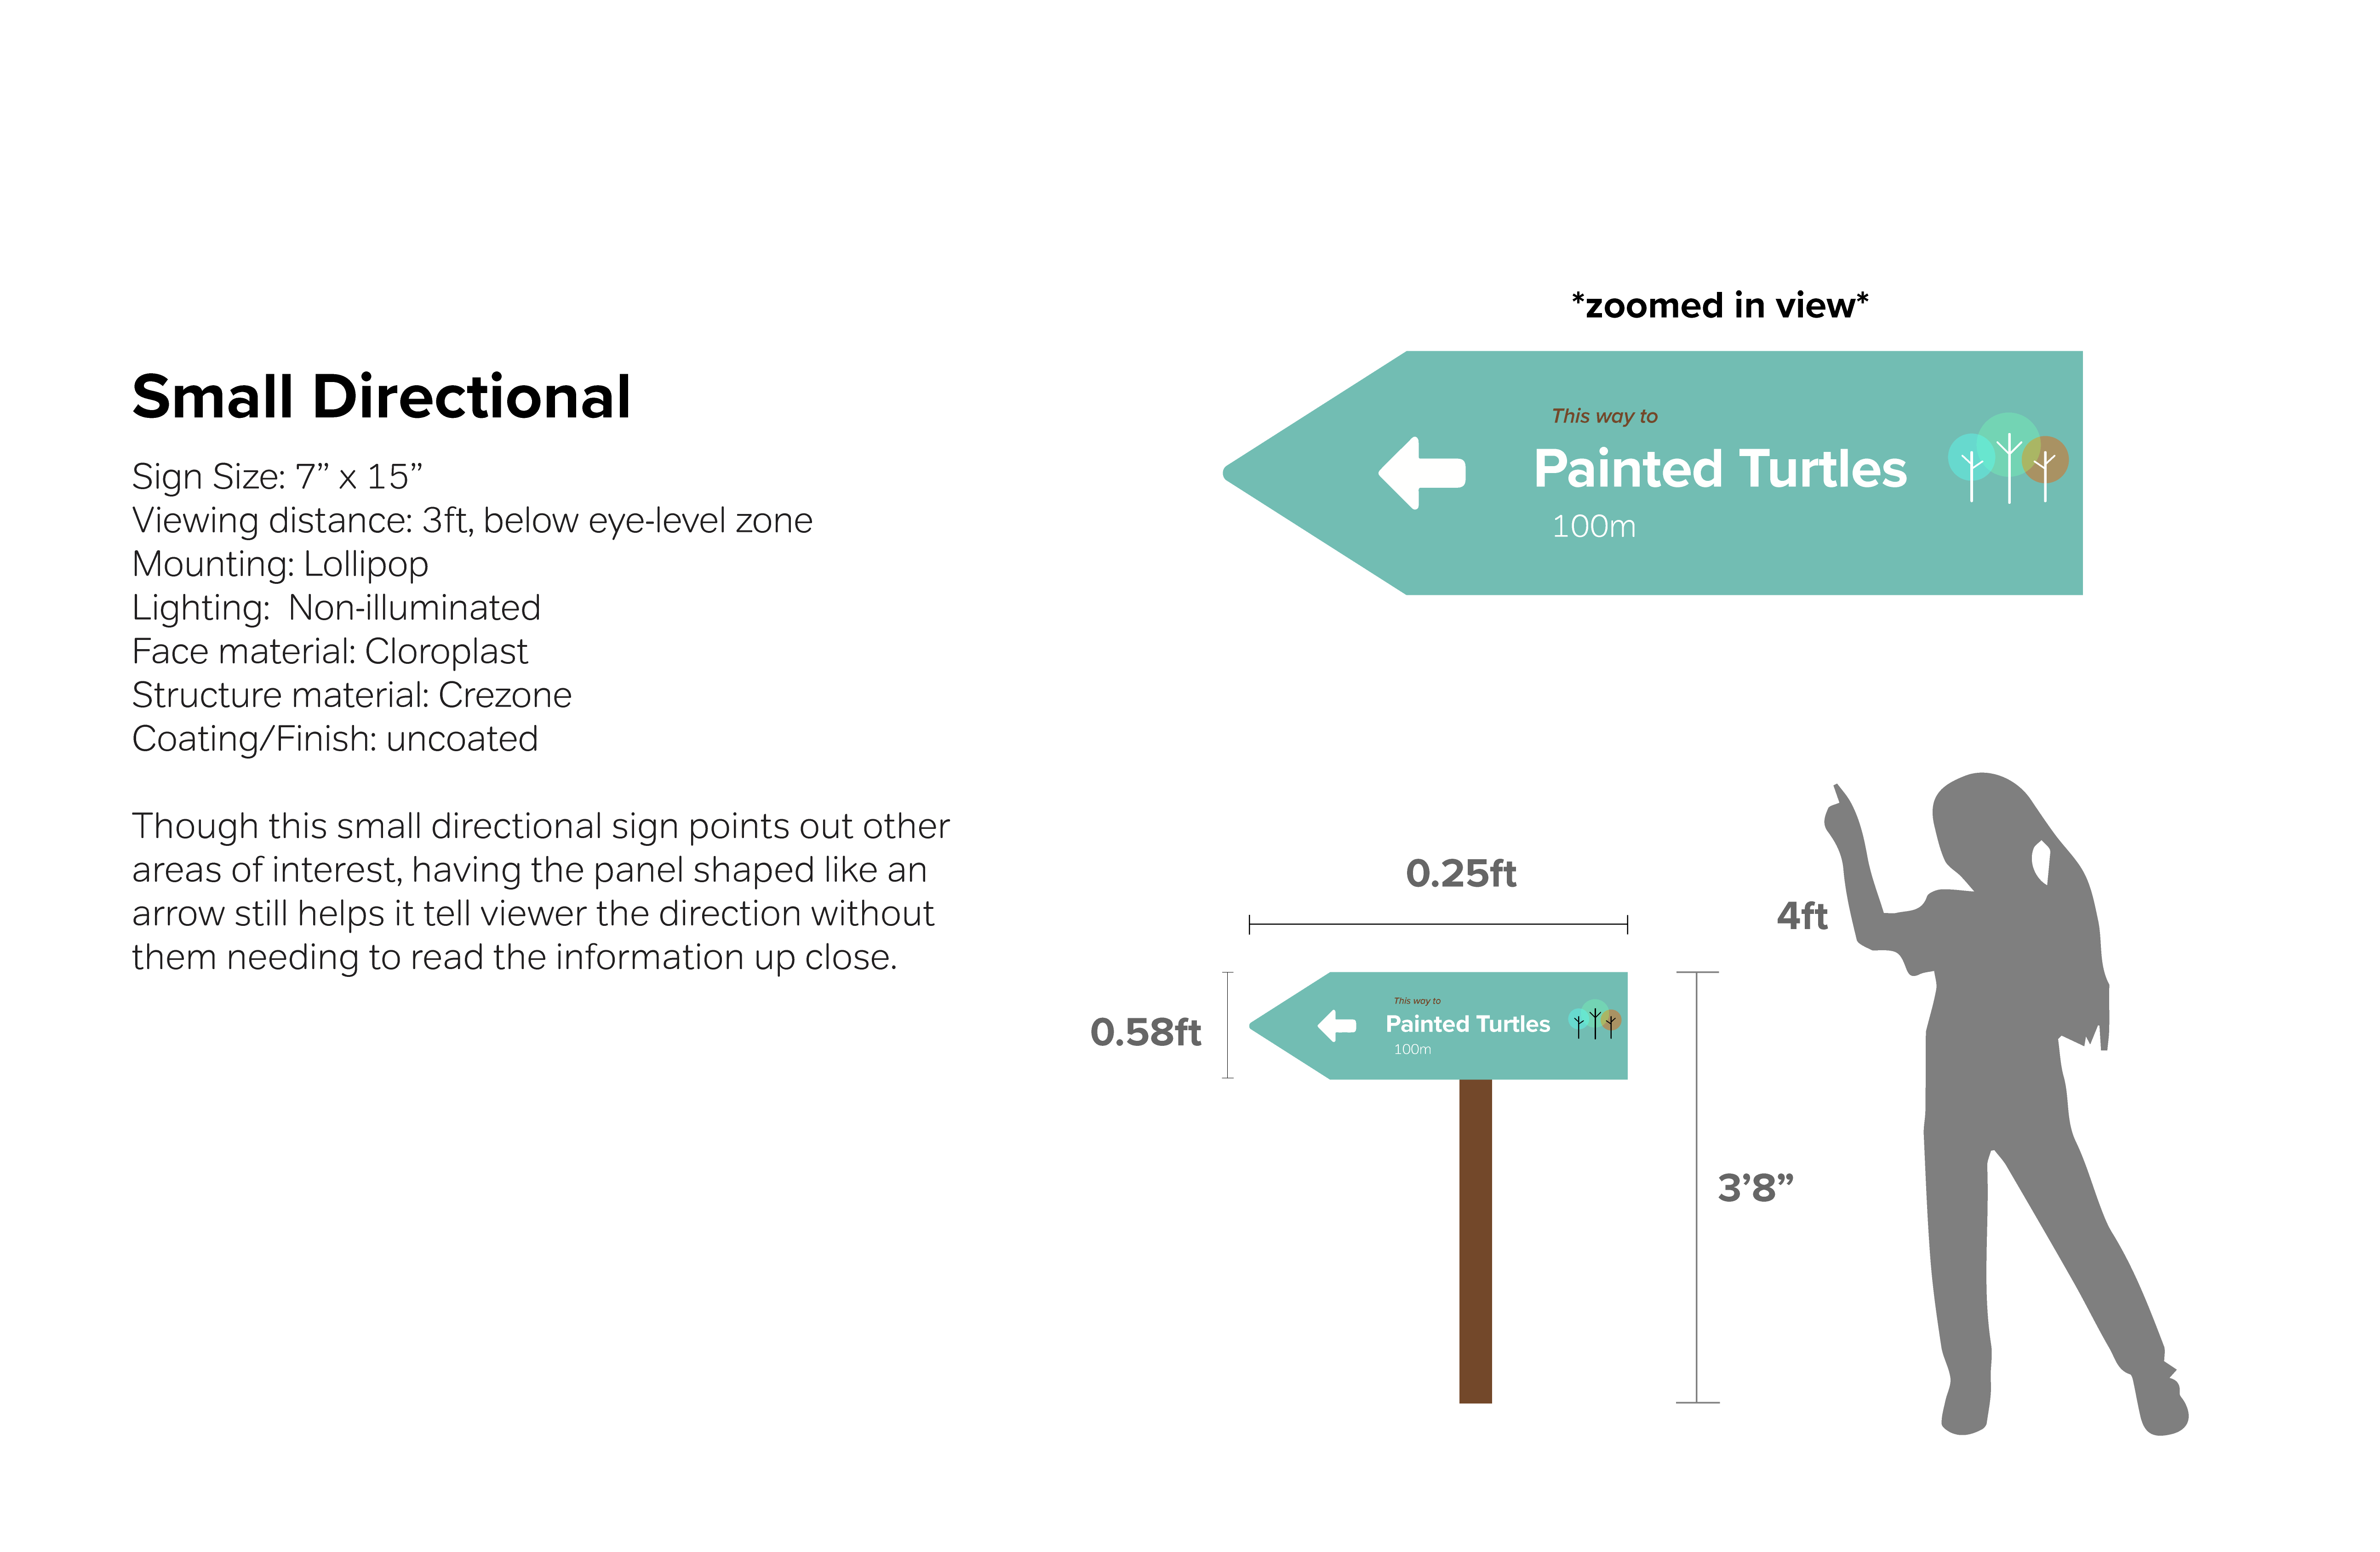 Small Directional
Sign Size: 7” x 15”
Viewing distance: 3ft, below eye-level zone
Mounting: Lollipop
Lighting:  Non-illuminated
Face material: Cloroplast
Structure material: Crezone
Coating/Finish: uncoated
Though this small directional sign points out other
areas of interest, having the panel shaped like an
arrow still helps it tell viewer the direction without
them needing to read the information up close.
*zoomed in view*
This way to
Painted Turtles
100m
0.25ft
4ft
0.58ft
This way to
Painted Turtles
100m
3’8”